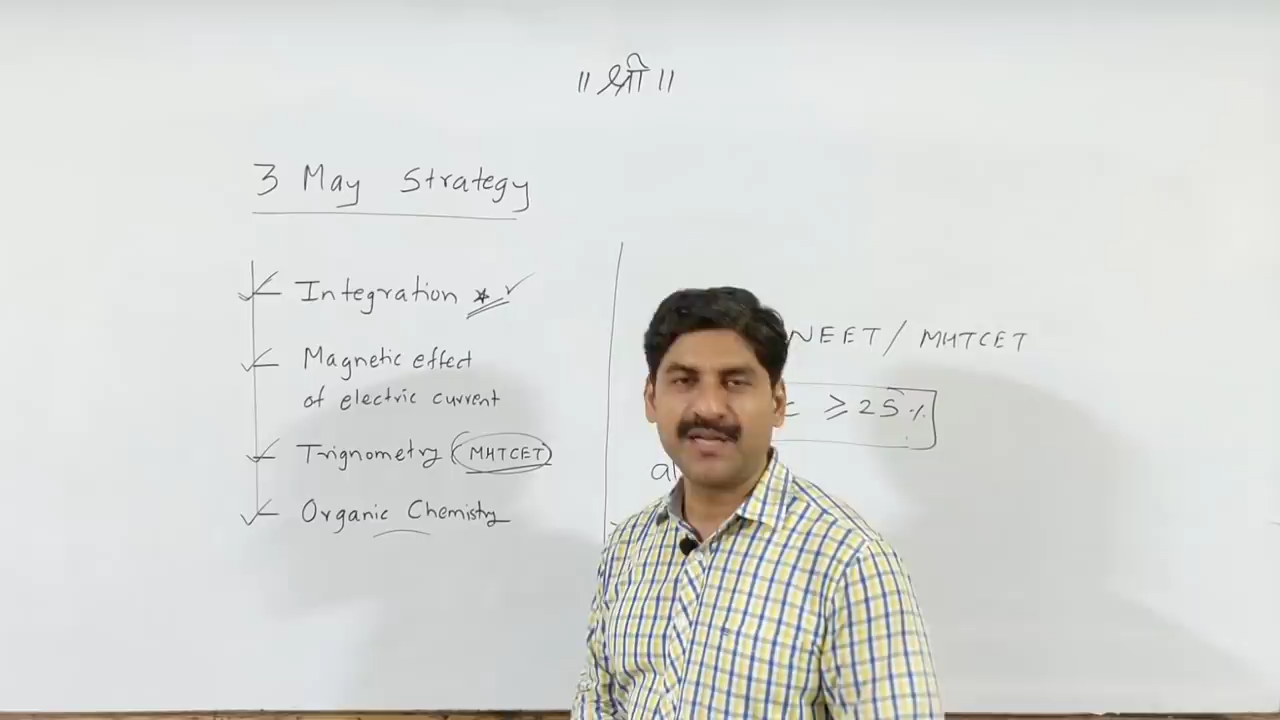 ॥ श्री ॥
3 May Strategy
Integration *
Magnetic effect
of electric current
Trignometry (MHTCET)
Organic Chemistry
NEET / MHTCET
≥ 25 %